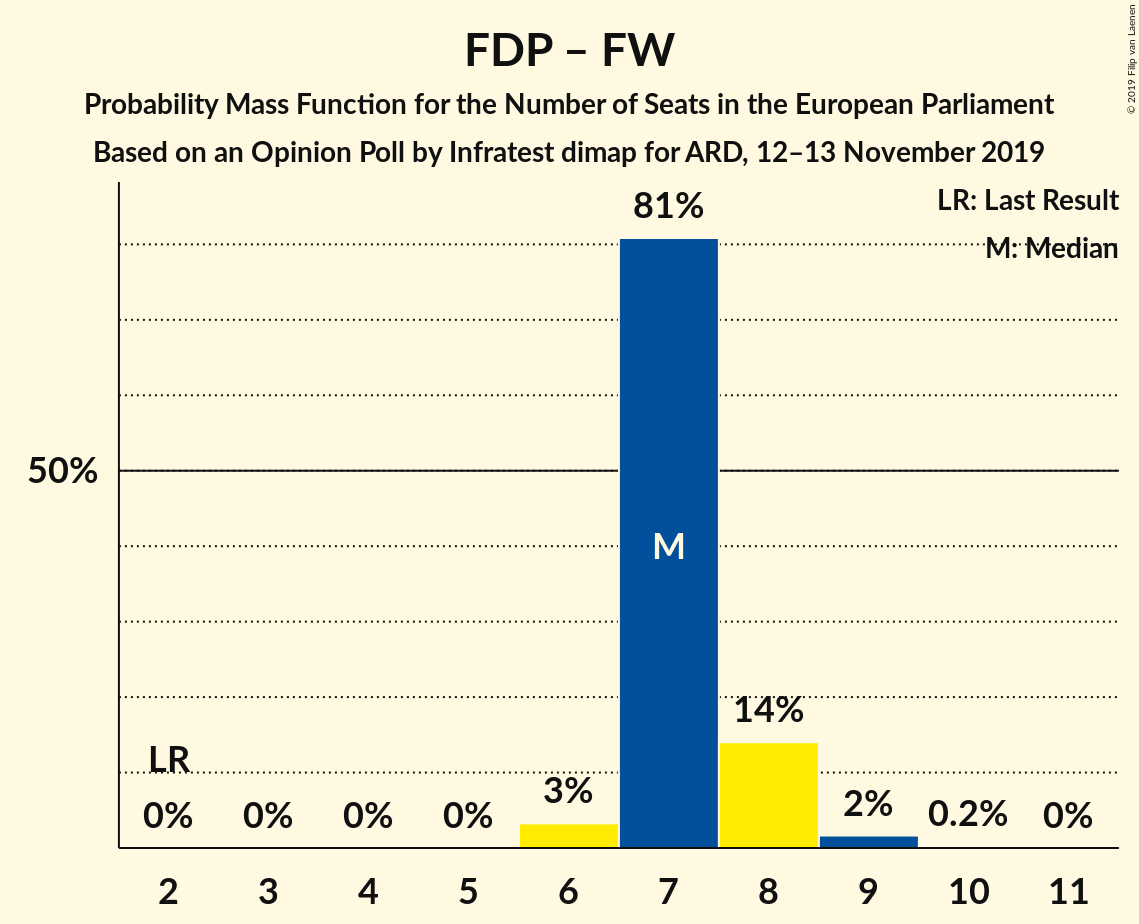 FDP – FW
Probability Mass Function for the Number of Seats in the European Parliament
Based on an Opinion Poll by Infratest dimap for ARD, 12–13 November 2019
© 2019 Filip van Laenen
LR: Last Result
M: Median
81%
50%
M
14%
LR
3%
2%
0% 0% 0% 0% 0.2% 0%
2 3 4 5 6 7 8 9 10 11